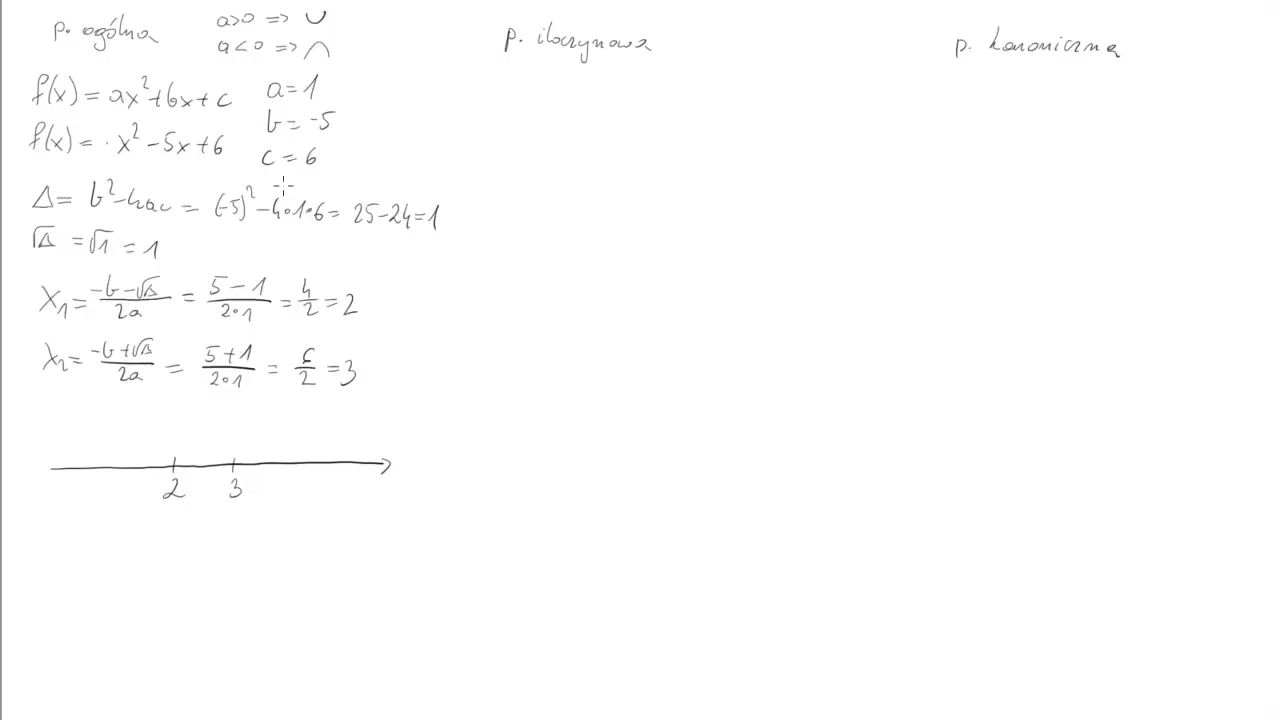 p. ogólna
a>0 => ∪
a<0 => ∩
p. iloczynowa
p. kanoniczna
f(x) = ax²+bx+c
a=1
f(x) = x²-5x+6
b=-5
c=6
Δ= b²-4ac = (-5)²-4·1·6= 25-24=1
√Δ =√1 =1
X₁= (-b-√Δ)/2a = (5-1)/2·1 = 4/2 =2
X₂= (-b+√Δ)/2a = (5+1)/2·1 = 6/2 =3
2 3